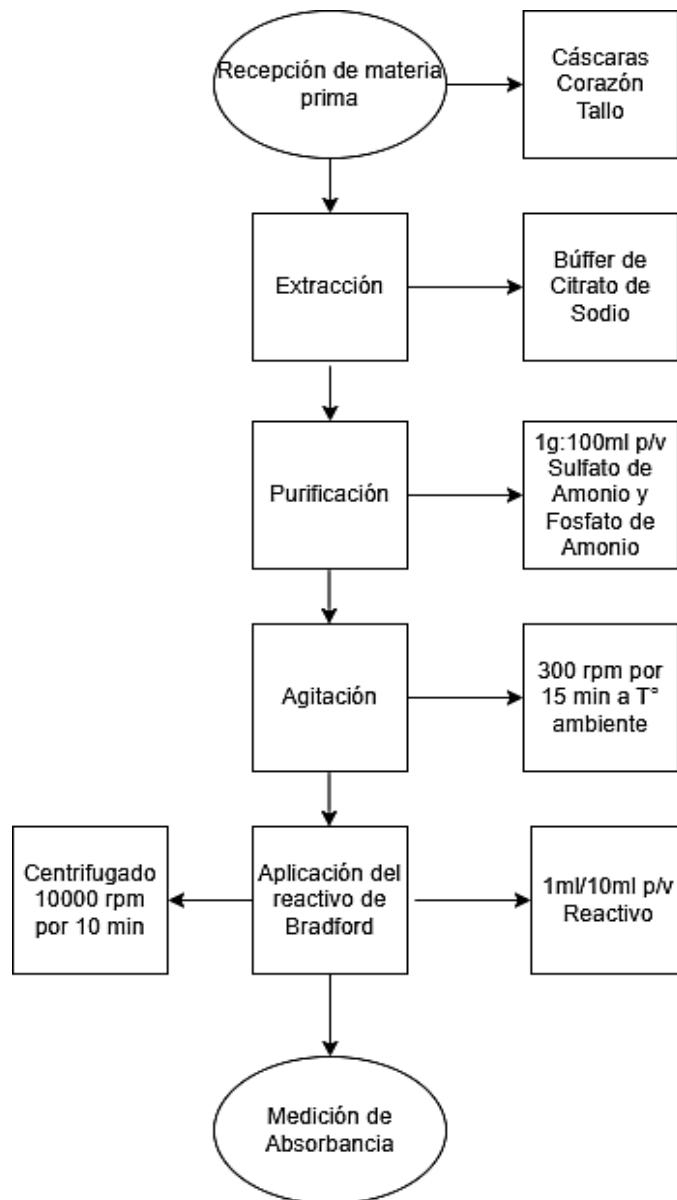 Recepción de materia
prima
Cáscaras
Corazón
Tallo
Extracción
Búffer de
Citrato de
Sodio
Purificación
1g:100ml p/v
Sulfato de
Amonio y
Fosfato de
Amonio
Agitación
300 rpm por
15 min a T°
ambiente
Centrifugado
10000 rpm
por 10 min
Aplicación del
reactivo de
Bradford
1ml/10ml p/v
Reactivo
Medición de
Absorbancia